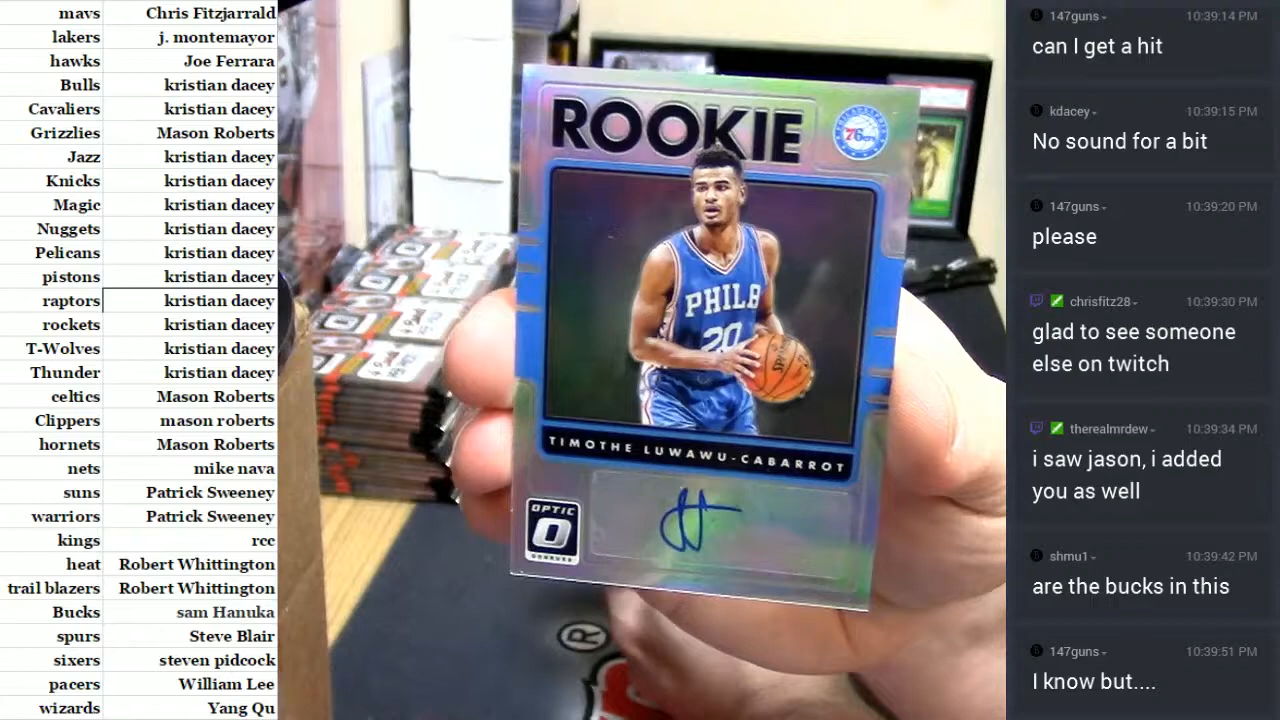 mavs Chris Fitzjarrald
lakers j. montemayor
hawks Joe Ferrara
Bulls kristian dacey
Cavaliers kristian dacey
Grizzlies Mason Roberts
Jazz kristian dacey
Knicks kristian dacey
Magic kristian dacey
Nuggets kristian dacey
Pelicans kristian dacey
pistons kristian dacey
raptors kristian dacey
rockets kristian dacey
T-Wolves kristian dacey
Thunder kristian dacey
celtics Mason Roberts
Clippers mason roberts
hornets Mason Roberts
nets mike nava
suns Patrick Sweeney
warriors Patrick Sweeney
kings rcc
heat Robert Whittington
trail blazers Robert Whittington
Bucks sam Hanuka
spurs Steve Blair
sixers steven pidcock
pacers William Lee
wizards Yang Qu
ROOKIE
PHILADELPHIA
76ers
PHILA
20
TIMOTHE LUWAWU-CABARROT
OPTIC
DONRUSS
®
147guns 10:39:14 PM
can I get a hit
kdacey 10:39:15 PM
No sound for a bit
147guns 10:39:20 PM
please
chrisfitz28 10:39:30 PM
glad to see someone
else on twitch
therealmrdew 10:39:34 PM
i saw jason, i added
you as well
shmu1 10:39:42 PM
are the bucks in this
147guns 10:39:51 PM
I know but....